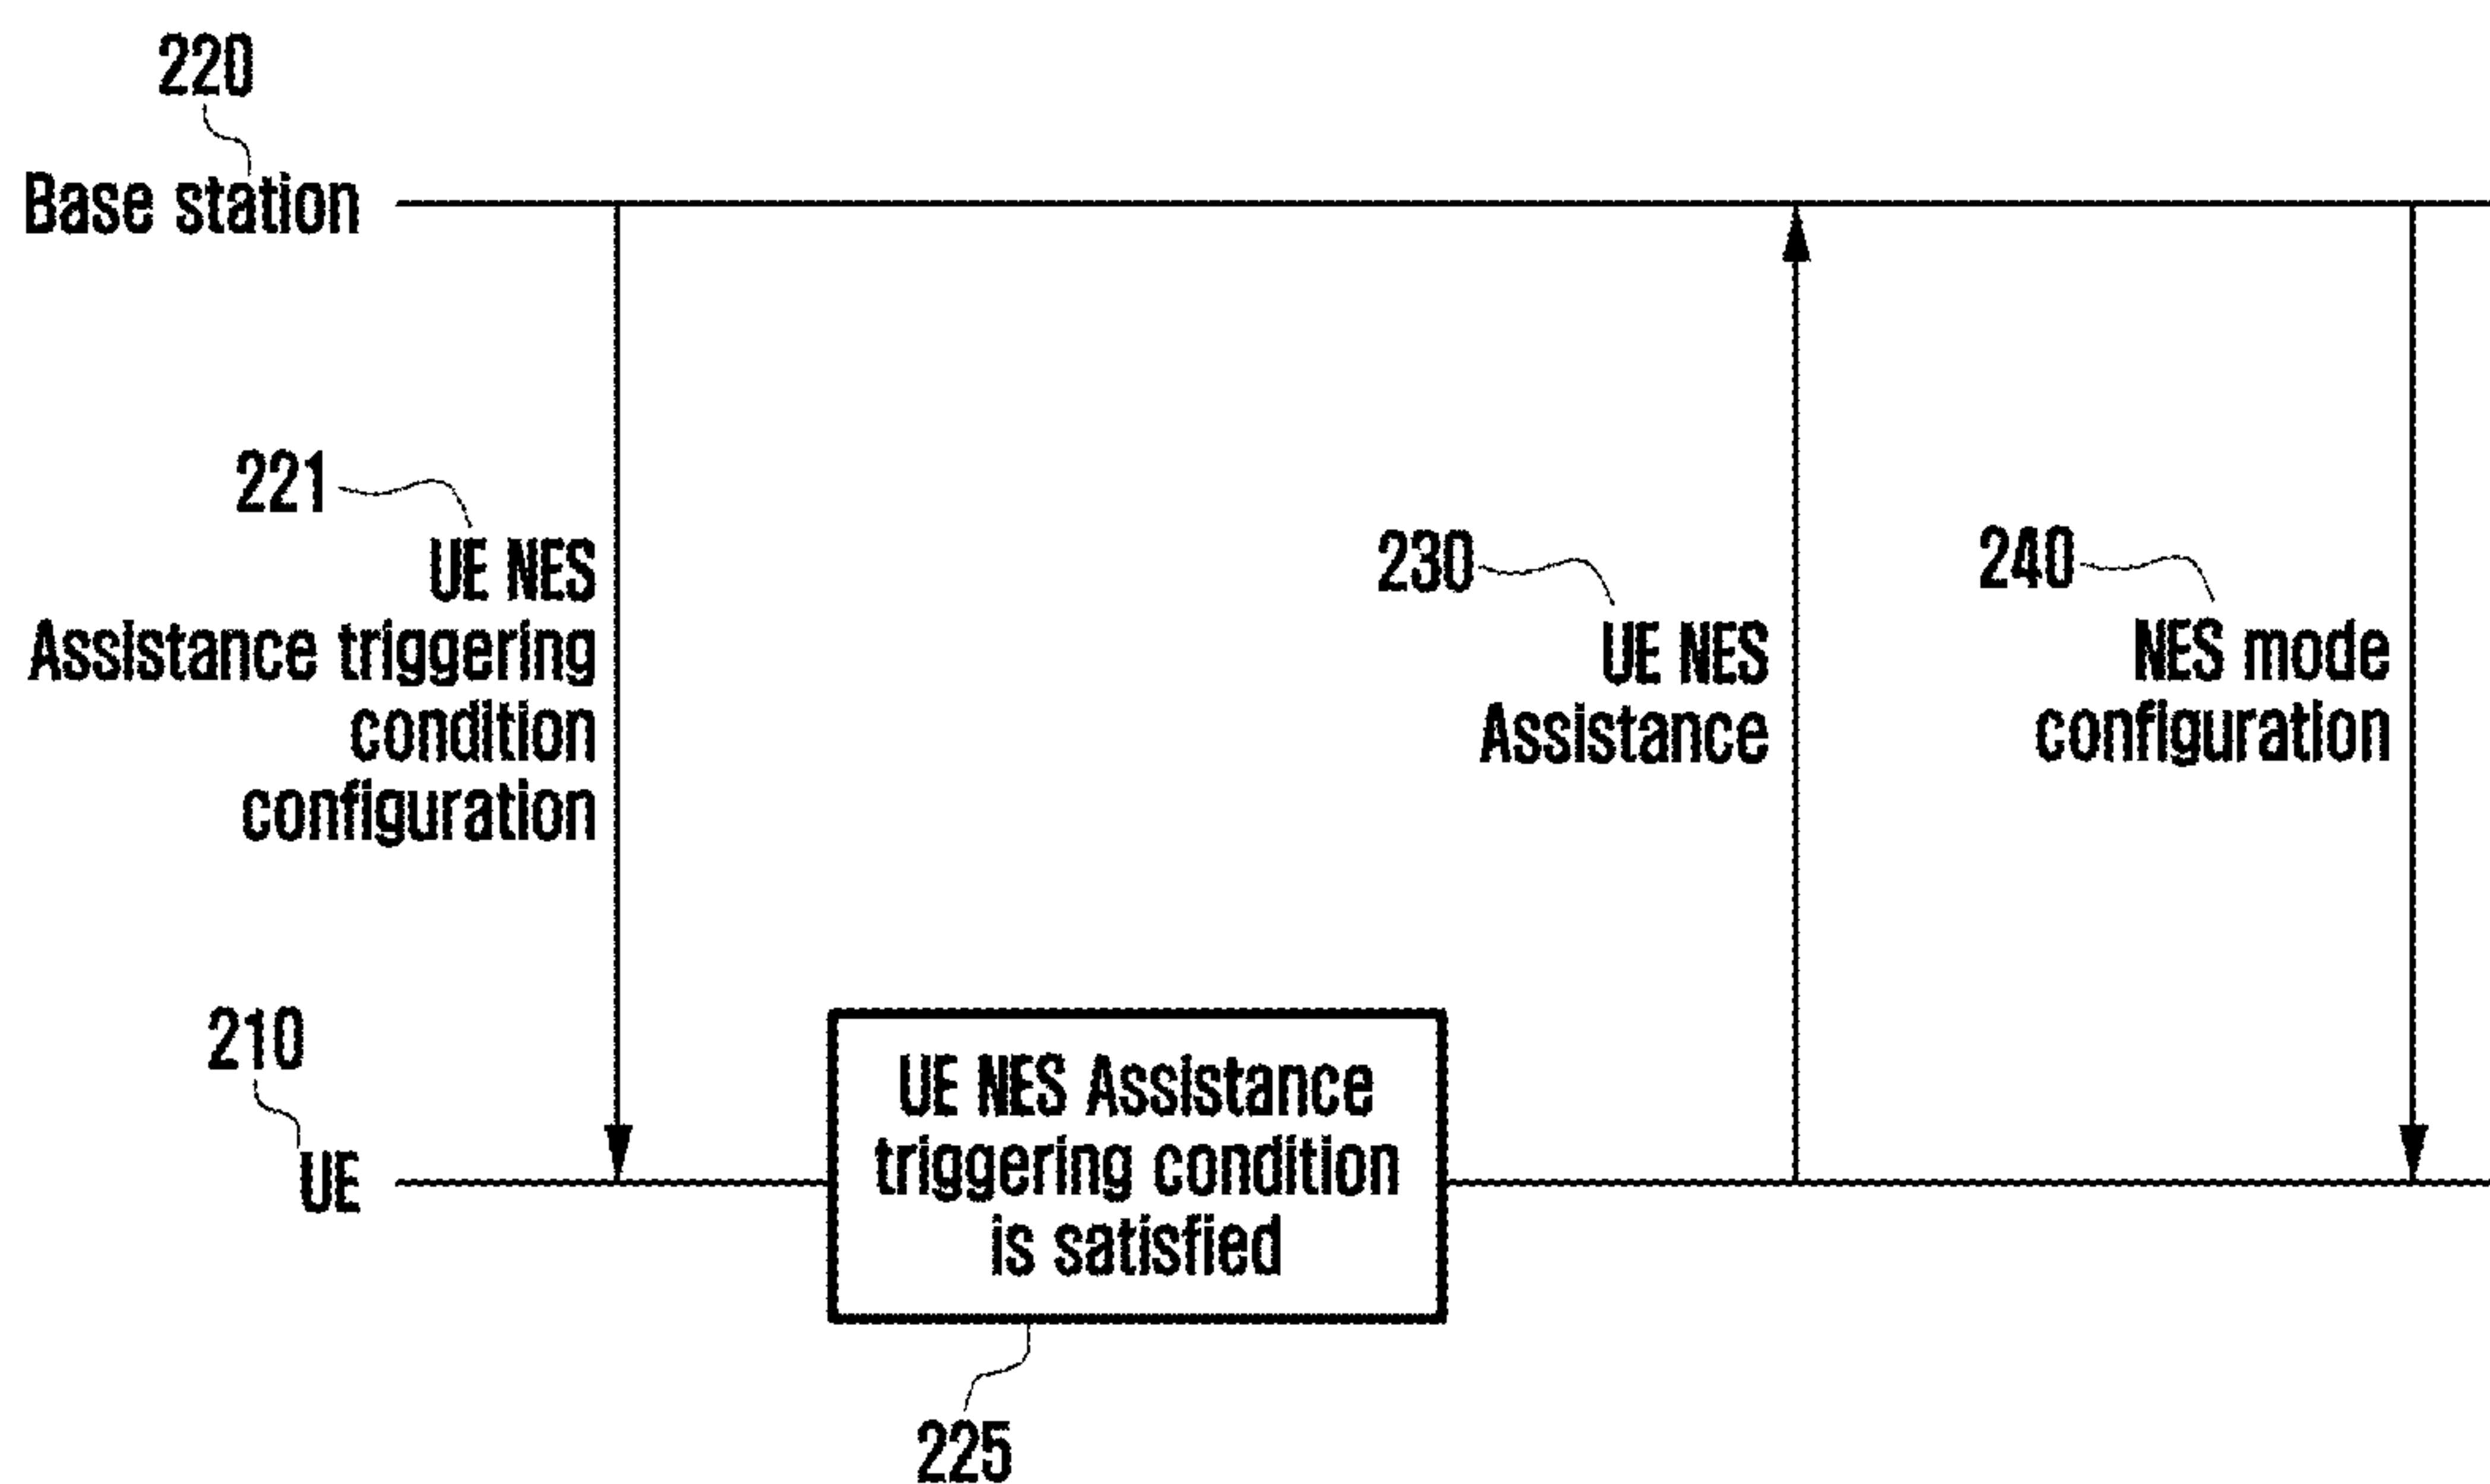 220
Base station
221
UE NES
Assistance triggering
condition
configuration
230
UE NES
Assistance
240
NES mode
configuration
210
UE
UE NES Assistance
triggering condition
is satisfied
225